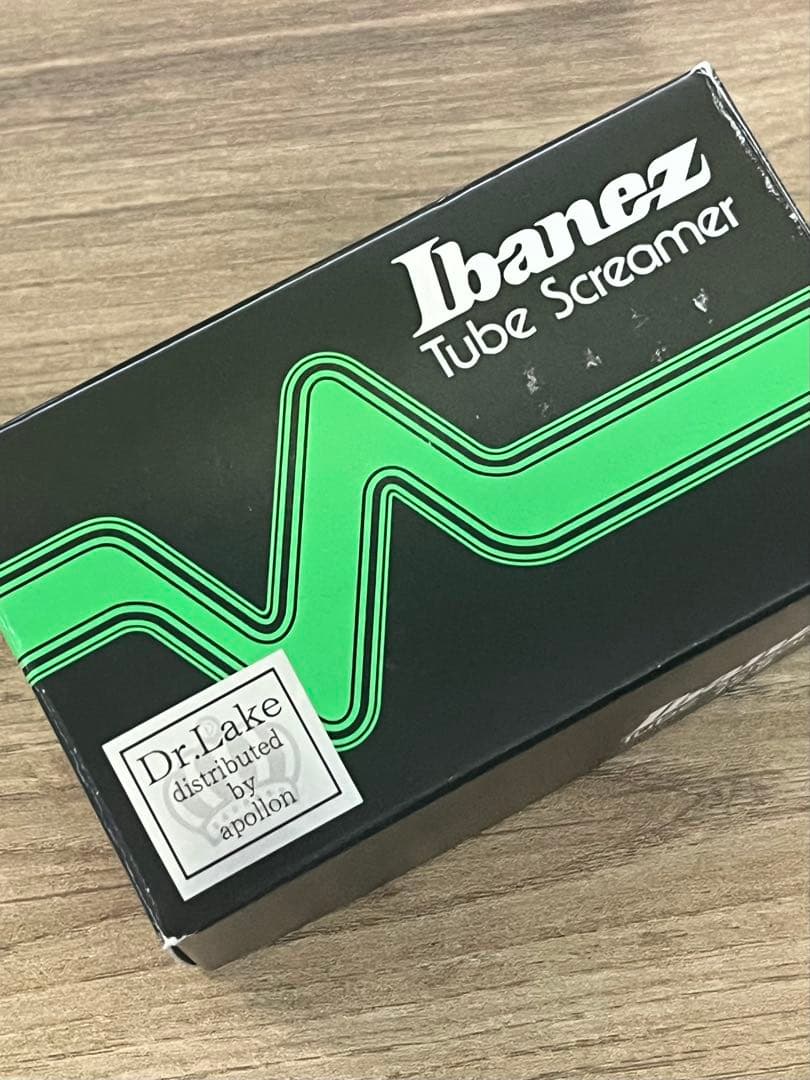 Ibanez
Tube Screamer
Dr.Lake
distributed
by
apollon